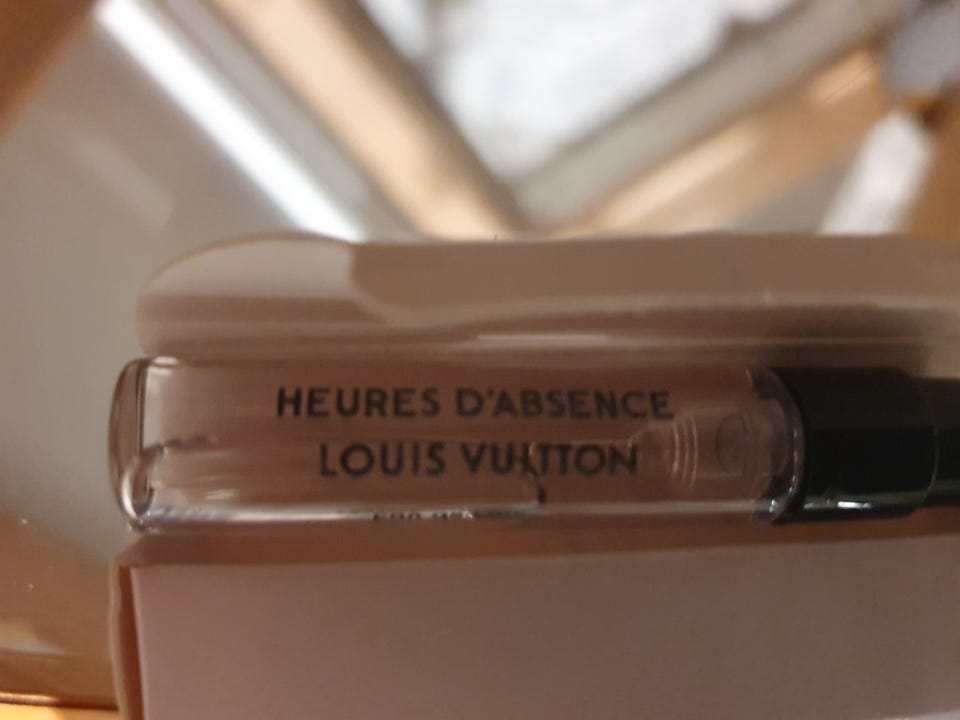 HEURES D'ABSENCE
LOUIS VUITTON